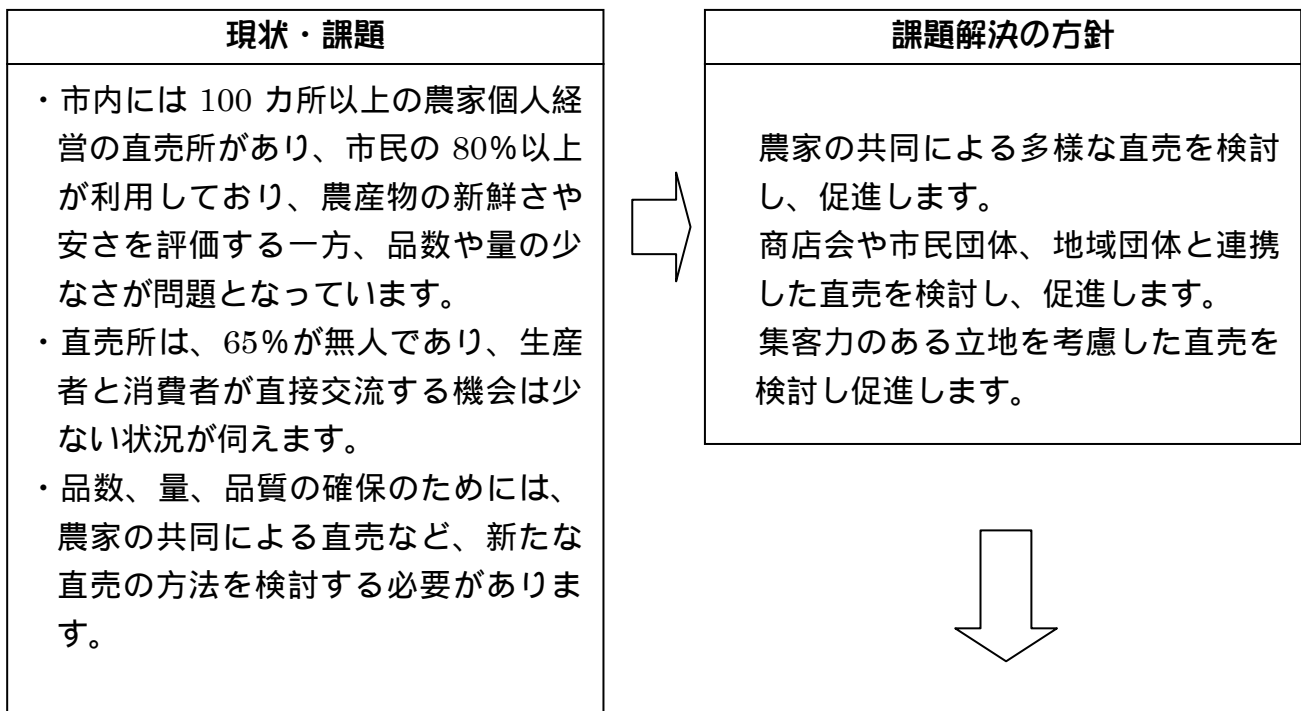 現状・課題
・市内には 100 カ所以上の農家個人経
営の直売所があり、市民の 80％以上
が利用しており、農産物の新鮮さや
安さを評価する一方、品数や量の少
なさが問題となっています。
・直売所は、65％が無人であり、生産
者と消費者が直接交流する機会は少
ない状況が伺えます。
・品数、量、品質の確保のためには、
農家の共同による直売など、新たな
直売の方法を検討する必要がありま
す。
課題解決の方針
農家の共同による多様な直売を検討
し、促進します。
商店会や市民団体、地域団体と連携
した直売を検討し、促進します。
集客力のある立地を考慮した直売を
検討し促進します。